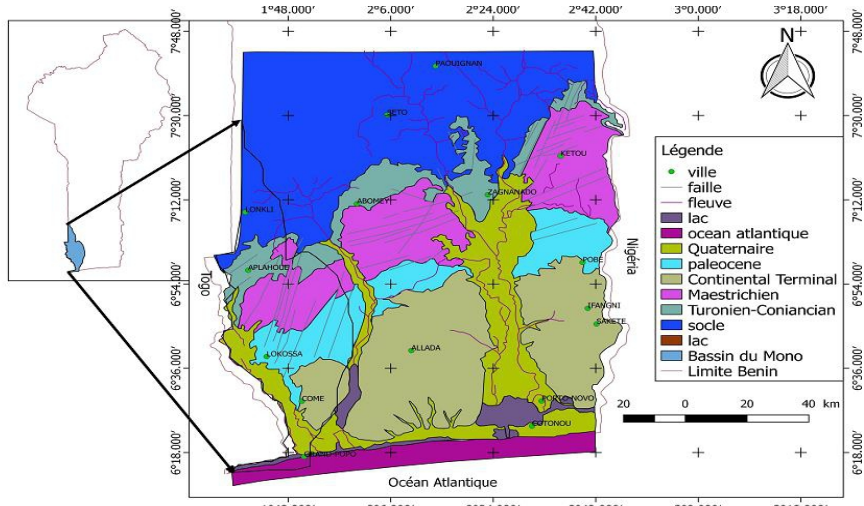 1°48.000' 2°6.000' 2°24.000' 2°42.000' 3°0.000' 3°18.000'
7°48.000'
7°30.000'
7°12.000'
6°54.000'
6°36.000'
6°18.000'
N
PAOUIGNAN
SETO
KETOU
ZAGNANADO
ABOMEY
LONKLI
APLAHOUE
POBE
IFANGNI
SAKETE
ALLADA
LOKOSSA
COME
PORTO-NOVO
COTONOU
GRAND-POPO
Togo
Nigéria
Océan Atlantique
Légende
ville
faille
fleuve
lac
ocean atlantique
Quaternaire
paleocene
Continental Terminal
Maestrichien
Turonien-Coniancian
socle
lac
Bassin du Mono
Limite Benin
20 0 20 40 km